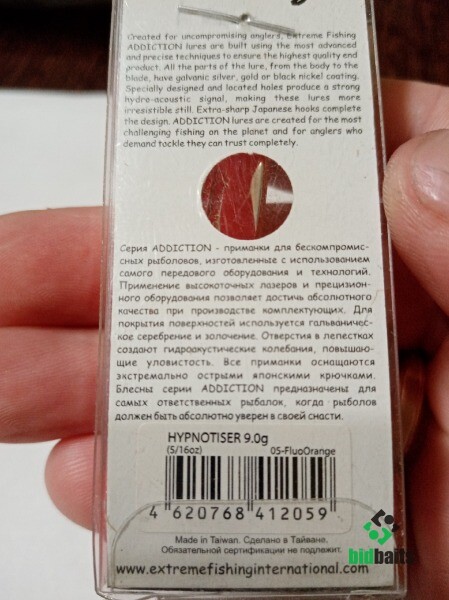 Created for uncompromising anglers, Extreme Fishing
ADDICTION lures are built using the most advanced
and precise techniques to ensure the highest quality end
product. All the parts of the lure, from the body to the
blade, have galvanic silver, gold or black nickel coating.
Specially designed and located holes produce a strong
hydro-acoustic signal, making these lures more
irresistible still. Extra-sharp Japanese hooks complete
the design. ADDICTION lures are created for the most
challenging fishing on the planet and for anglers who
demand tockle they can trust completely.
Серия ADDICTION - приманки для бескомпромис-
сных рыболовов, изготовленные с использованием
самого передового оборудования и технологий.
Применение высокоточных лазеров и прецизион-
ного оборудования позволяет достичь абсолютного
качества при производстве комплектующих. Для
покрытия поверхностей используется гальваничес-
кое серебрение и золочение. Отверстия в лепестках
создают гидроакустические колебания, повышаю-
щие уловистость. Все приманки оснащаются
экстремально острыми японскими крючками.
Блесны серии ADDICTION предназначены для
самых ответственных рыбалок, когда рыболов
должен быть абсолютно уверен в своей снасти.
HYPNOTISER 9.0g
(5/16oz) 05-FluoOrange
4 620768 412059
Made in Taiwan. Сделано в Тайване.
Обязательной сертификации не подлежит.
www.extremefishinginternational.com
bidbaits